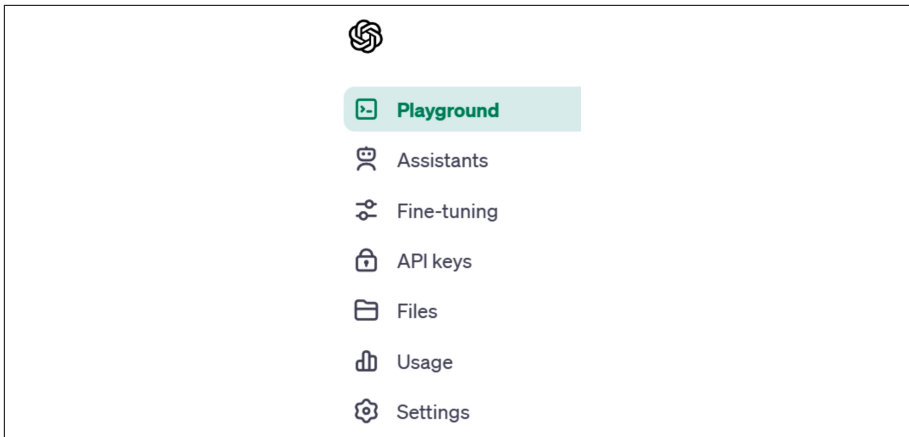 Playground
Assistants
Fine-tuning
API keys
Files
Usage
Settings